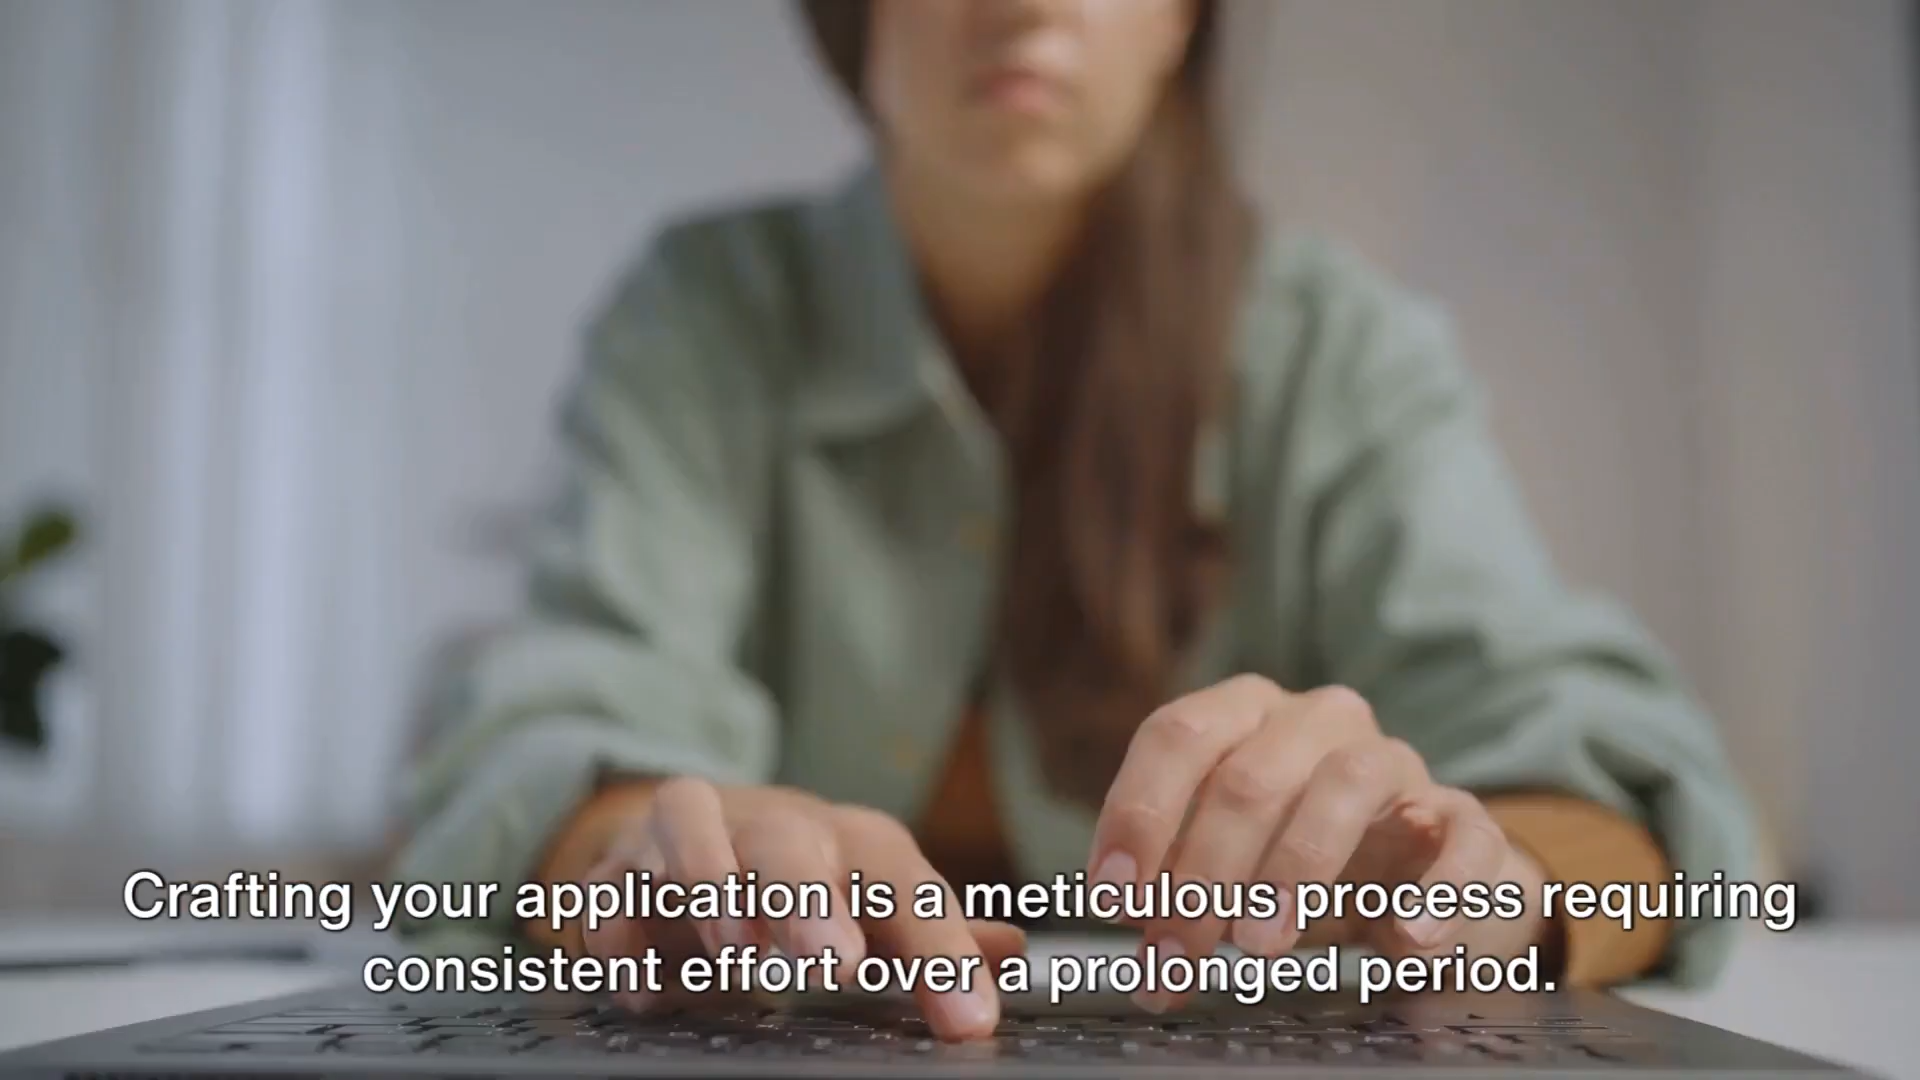 Crafting your application is a meticulous process requiring
consistent effort over a prolonged period.